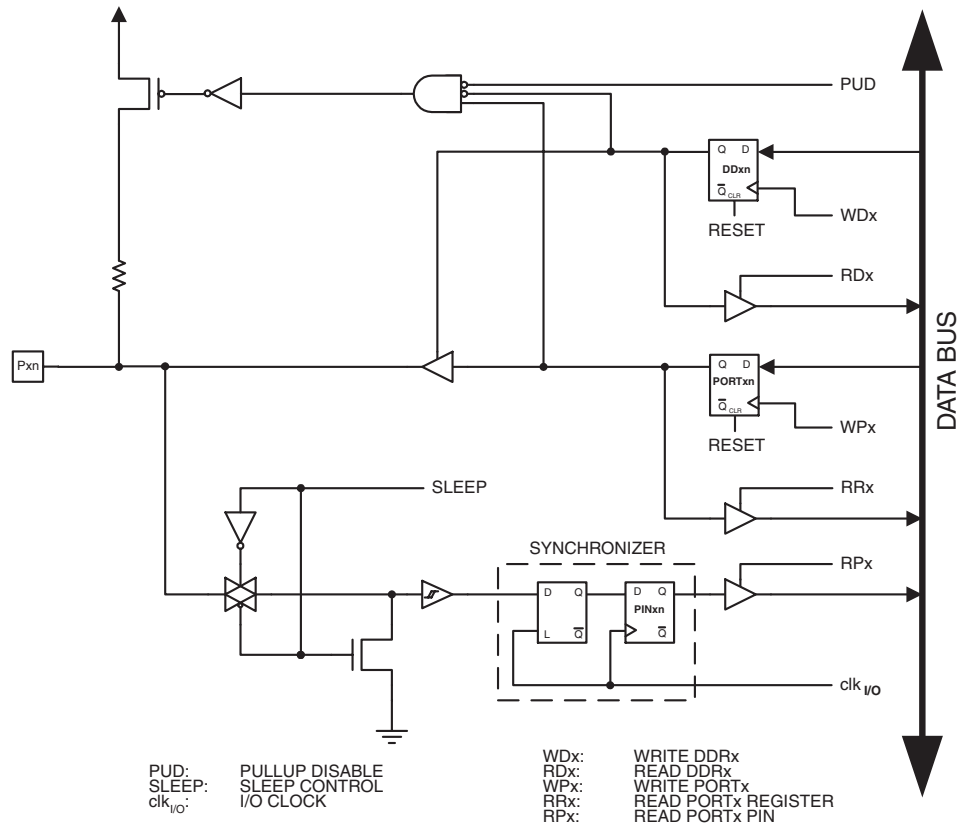 PUD
Q D
DDxn
Q CLR
WDx
RESET
RDx
Pxn
Q D
PORTxn
Q CLR
WPx
RESET
DATA BUS
SLEEP
RRx
SYNCHRONIZER
RPx
D Q
L Q
D Q
PINxn
Q
clk I/O
PUD: PULLUP DISABLE
SLEEP: SLEEP CONTROL
clkI/O: I/O CLOCK
WDx: WRITE DDRx
RDx: READ DDRx
WPx: WRITE PORTx
RRx: READ PORTx REGISTER
RPx: READ PORTx PIN